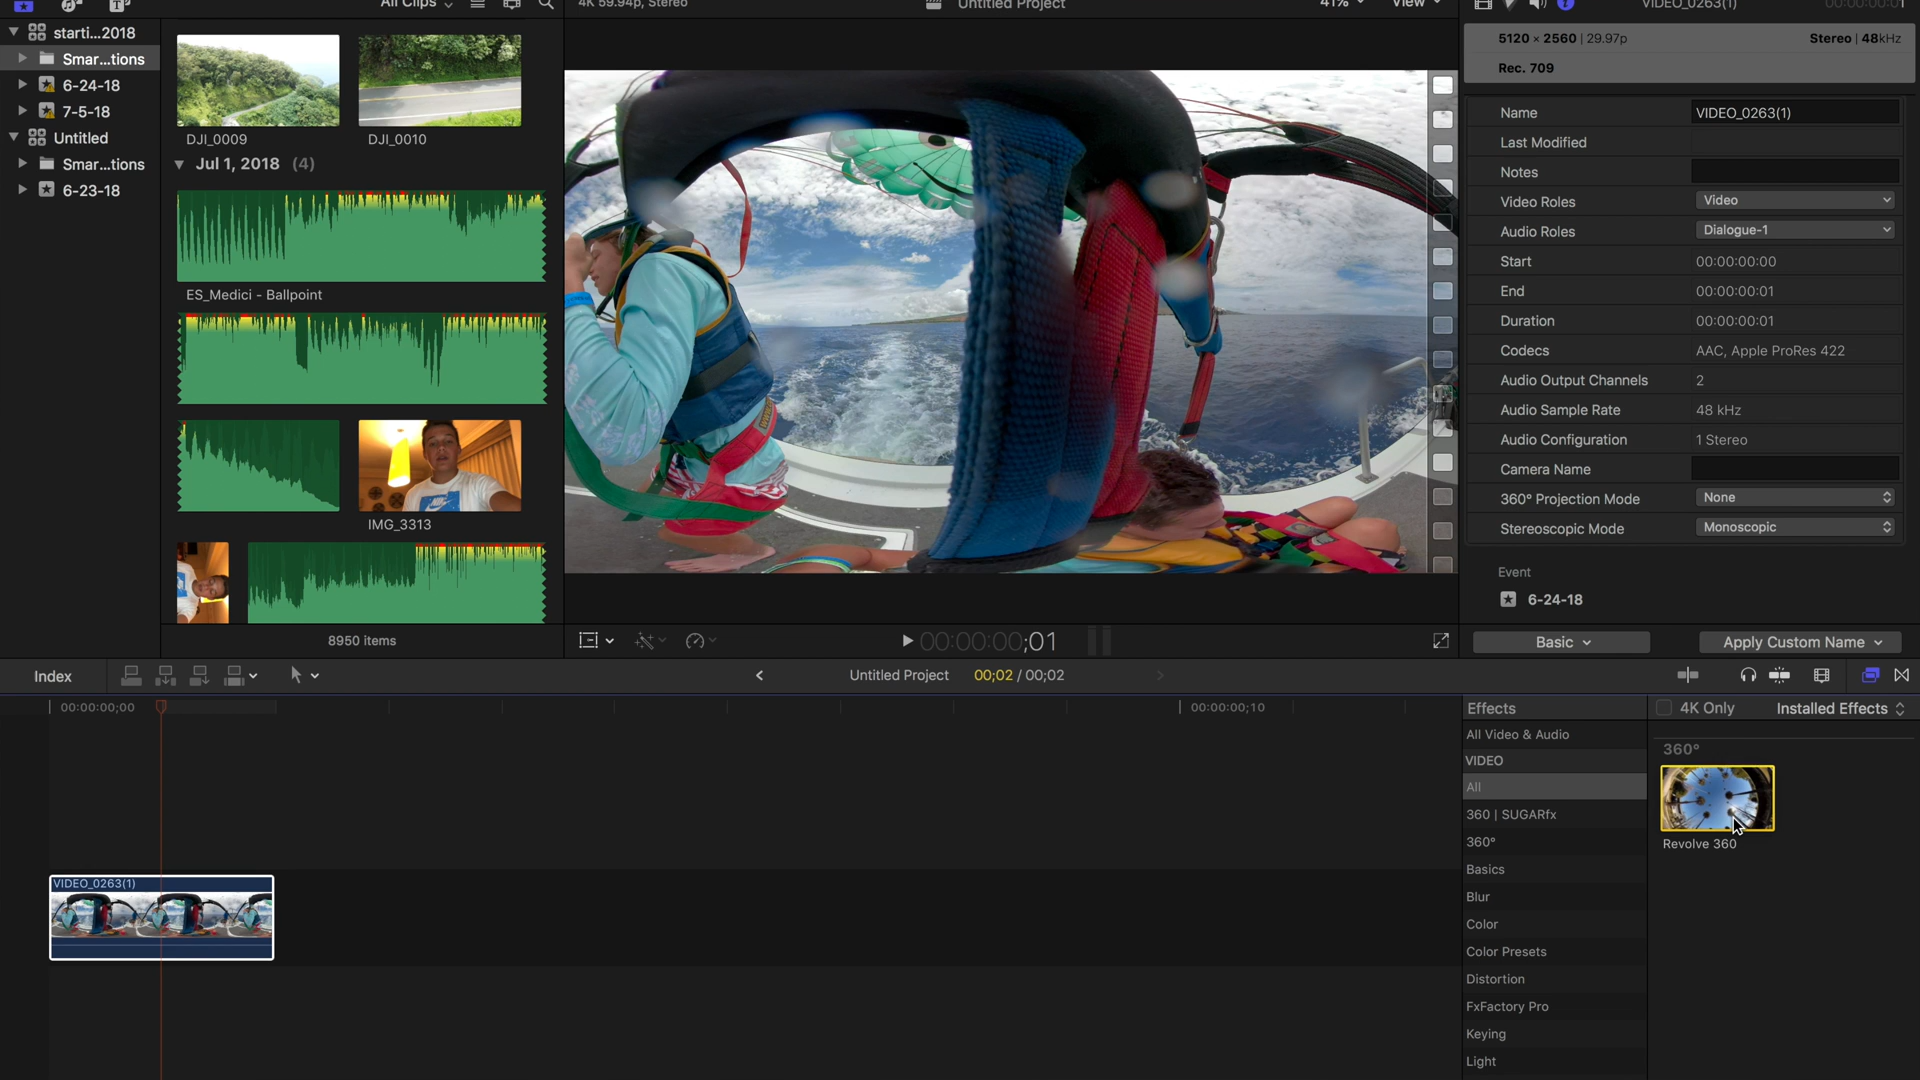 All Clips
4K 59.94p, Stereo
Untitled Project
41%
View
VIDEO_0263(1)
00:00:00:01
starti...2018
Smar...tions
6-24-18
7-5-18
Untitled
Smar...tions
6-23-18
DJI_0009
DJI_0010
Jul 1, 2018 (4)
ES_Medici - Ballpoint
IMG_3313
8950 items
5120 × 2560 | 29.97p
Stereo | 48kHz
Rec. 709
Name
VIDEO_0263(1)
Last Modified
Notes
Video Roles
Video
Audio Roles
Dialogue-1
Start
00:00:00:00
End
00:00:00:01
Duration
00:00:00:01
Codecs
AAC, Apple ProRes 422
Audio Output Channels
2
Audio Sample Rate
48 kHz
Audio Configuration
1 Stereo
Camera Name
360° Projection Mode
None
Stereoscopic Mode
Monoscopic
Event
6-24-18
00:00:00;01
Basic
Apply Custom Name
Index
Untitled Project
00;02 / 00;02
00:00:00;00
00:00:00;10
VIDEO_0263(1)
Effects
4K Only
Installed Effects
All Video & Audio
VIDEO
All
360 | SUGARfx
360°
Basics
Blur
Color
Color Presets
Distortion
FxFactory Pro
Keying
Light
360°
Revolve 360